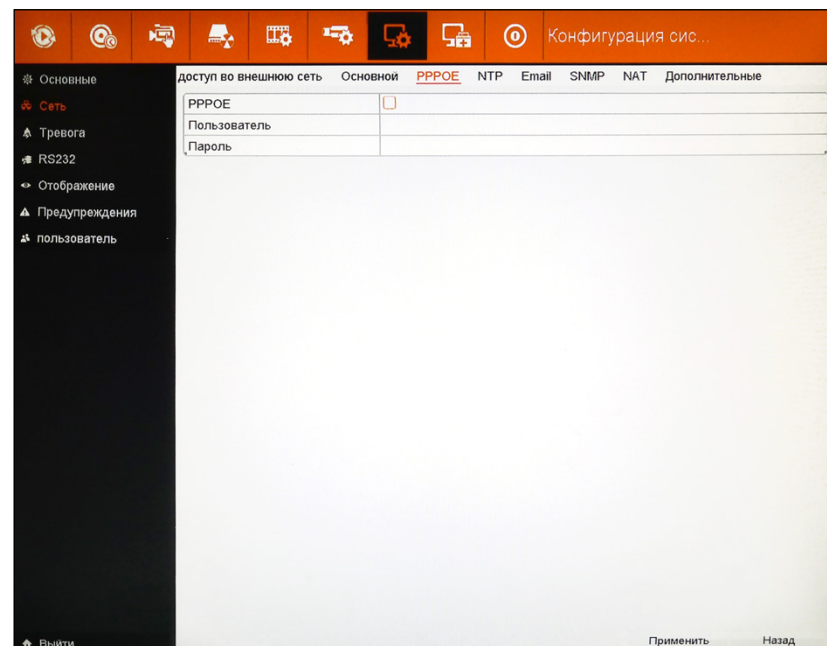 Конфигурация сис...
Основные
Сеть
Тревога
RS232
Отображение
Предупреждения
пользователь
Выйти
доступ во внешнюю сеть Основной PPPOE NTP Email SNMP NAT Дополнительные
PPPOE
Пользователь
Пароль
Применить Назад